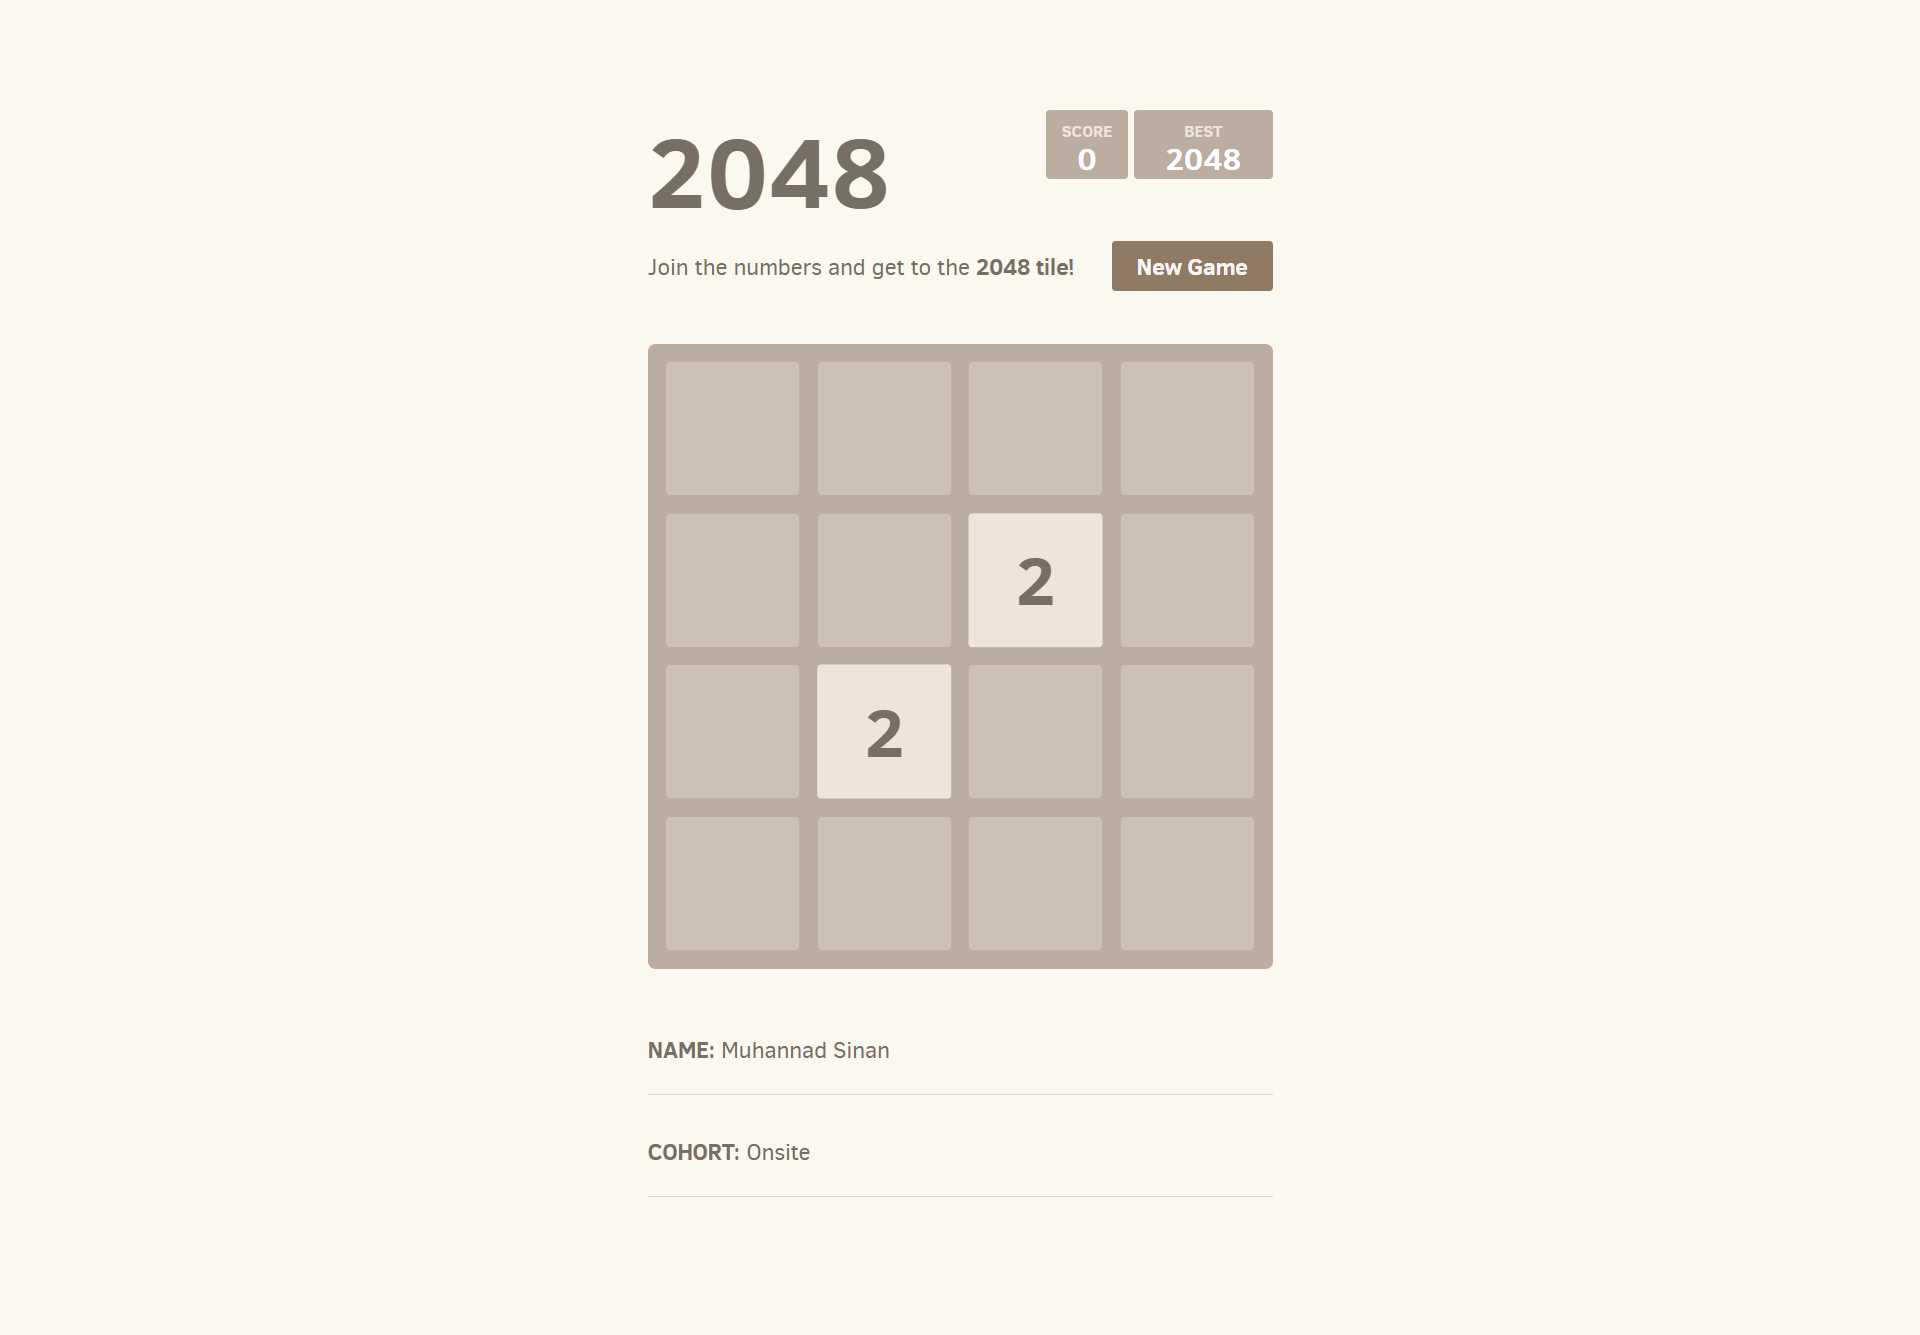 2048
SCORE
0
BEST
2048
Join the numbers and get to the 2048 tile!
New Game
2
2
NAME: Muhannad Sinan
COHORT: Onsite